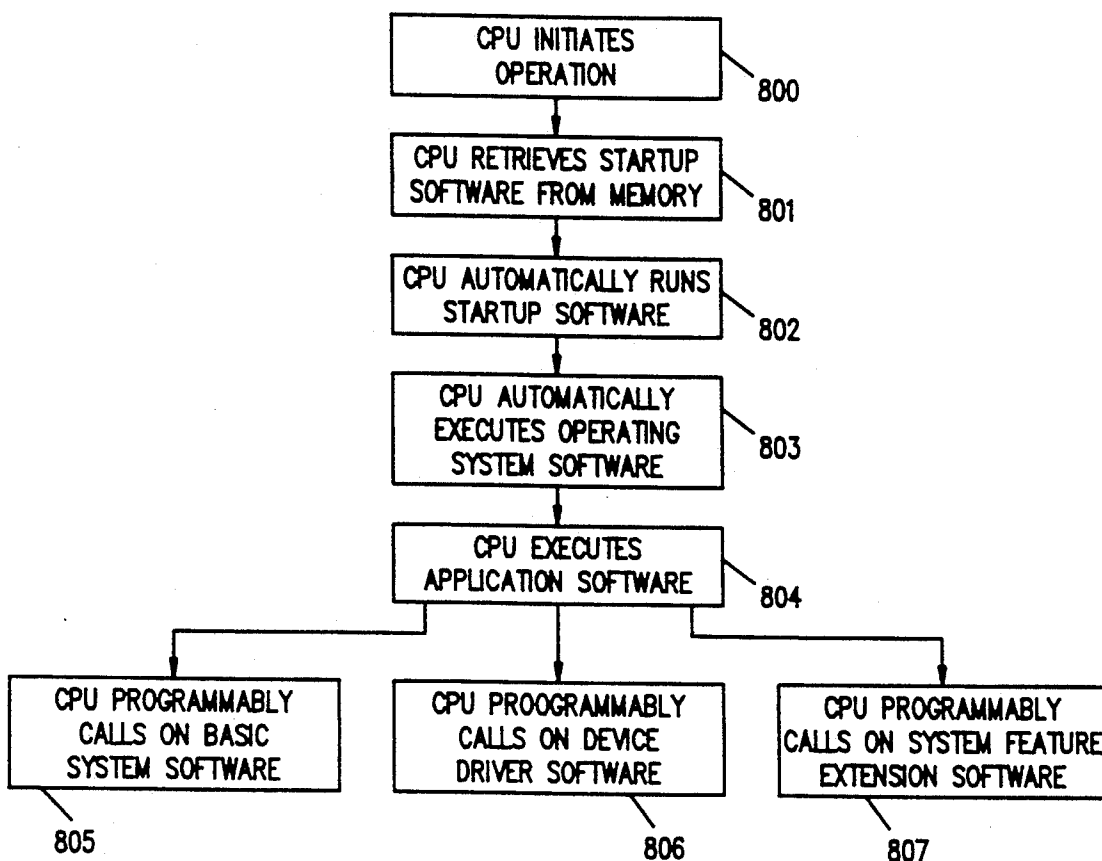 CPU INITIATES
OPERATION
800
CPU RETRIEVES STARTUP
SOFTWARE FROM MEMORY
801
CPU AUTOMATICALLY RUNS
STARTUP SOFTWARE
802
CPU AUTOMATICALLY
EXECUTES OPERATING
SYSTEM SOFTWARE
803
CPU EXECUTES
APPLICATION SOFTWARE
804
CPU PROGRAMMABLY
CALLS ON BASIC
SYSTEM SOFTWARE
805
CPU PROOGRAMMABLY
CALLS ON DEVICE
DRIVER SOFTWARE
806
CPU PROGRAMMABLY
CALLS ON SYSTEM FEATURE
EXTENSION SOFTWARE
807